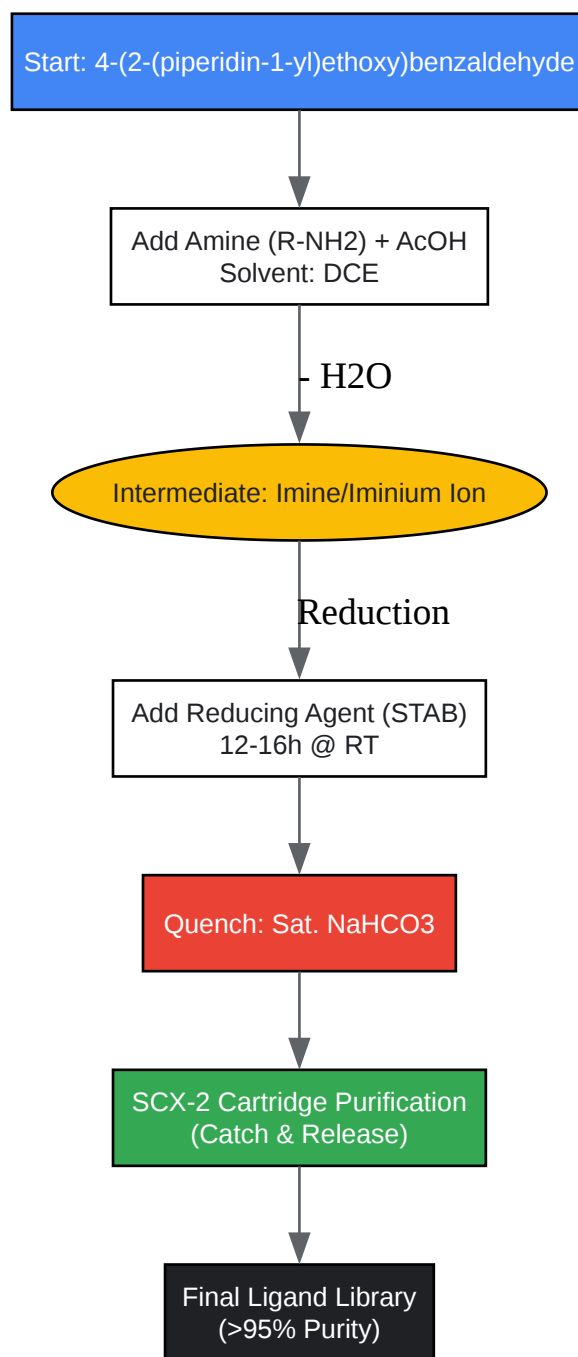 Start: 4-(2-(piperidin-1-yl)ethoxy)benzaldehyde
Add Amine (R-NH2) + AcOH
Solvent: DCE
- H2O
Intermediate: Imine/Iminium Ion
Reduction
Add Reducing Agent (STAB)
12-16h @ RT
Quench: Sat. NaHCO3
SCX-2 Cartridge Purification
(Catch & Release)
Final Ligand Library
(>95% Purity)